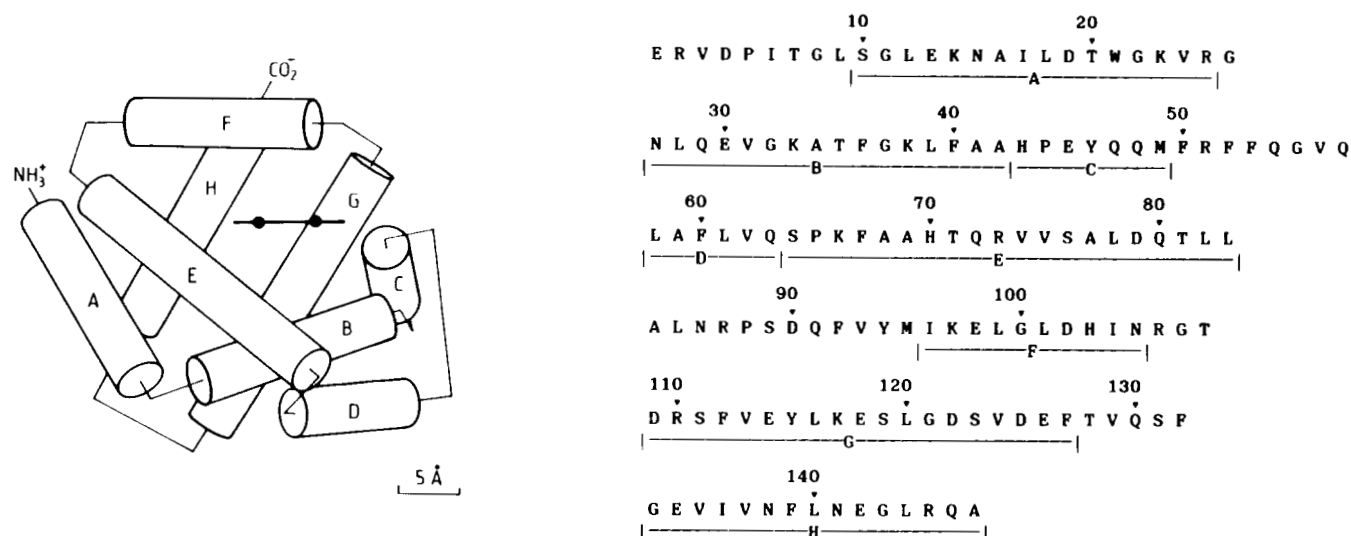 CO₂⁻
F
NH₃⁺
H
G
A
E
C
B
D
5 Å
10 20
E R V D P I T G L S G L E K N A I L D T W G K V R G
A
30 40 50
N L Q E V G K A T F G K L F A A H P E Y Q Q M F R F F Q G V Q
B C
60 70 80
L A F L V Q S P K F A A H T Q R V V S A L D Q T L L
D E
90 100
A L N R P S D Q F V Y M I K E L G L D H I N R G T
F
110 120 130
D R S F V E Y L K E S L G D S V D E F T V Q S F
G
140
G E V I V N F L N E G L R Q A
H